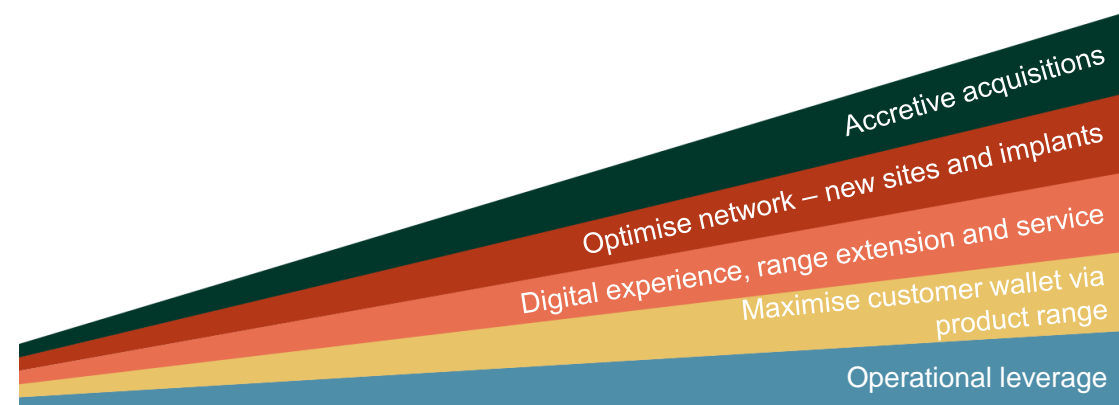 Accretive acquisitions
Optimise network – new sites and implants
Digital experience, range extension and service
Maximise customer wallet via
product range
Operational leverage